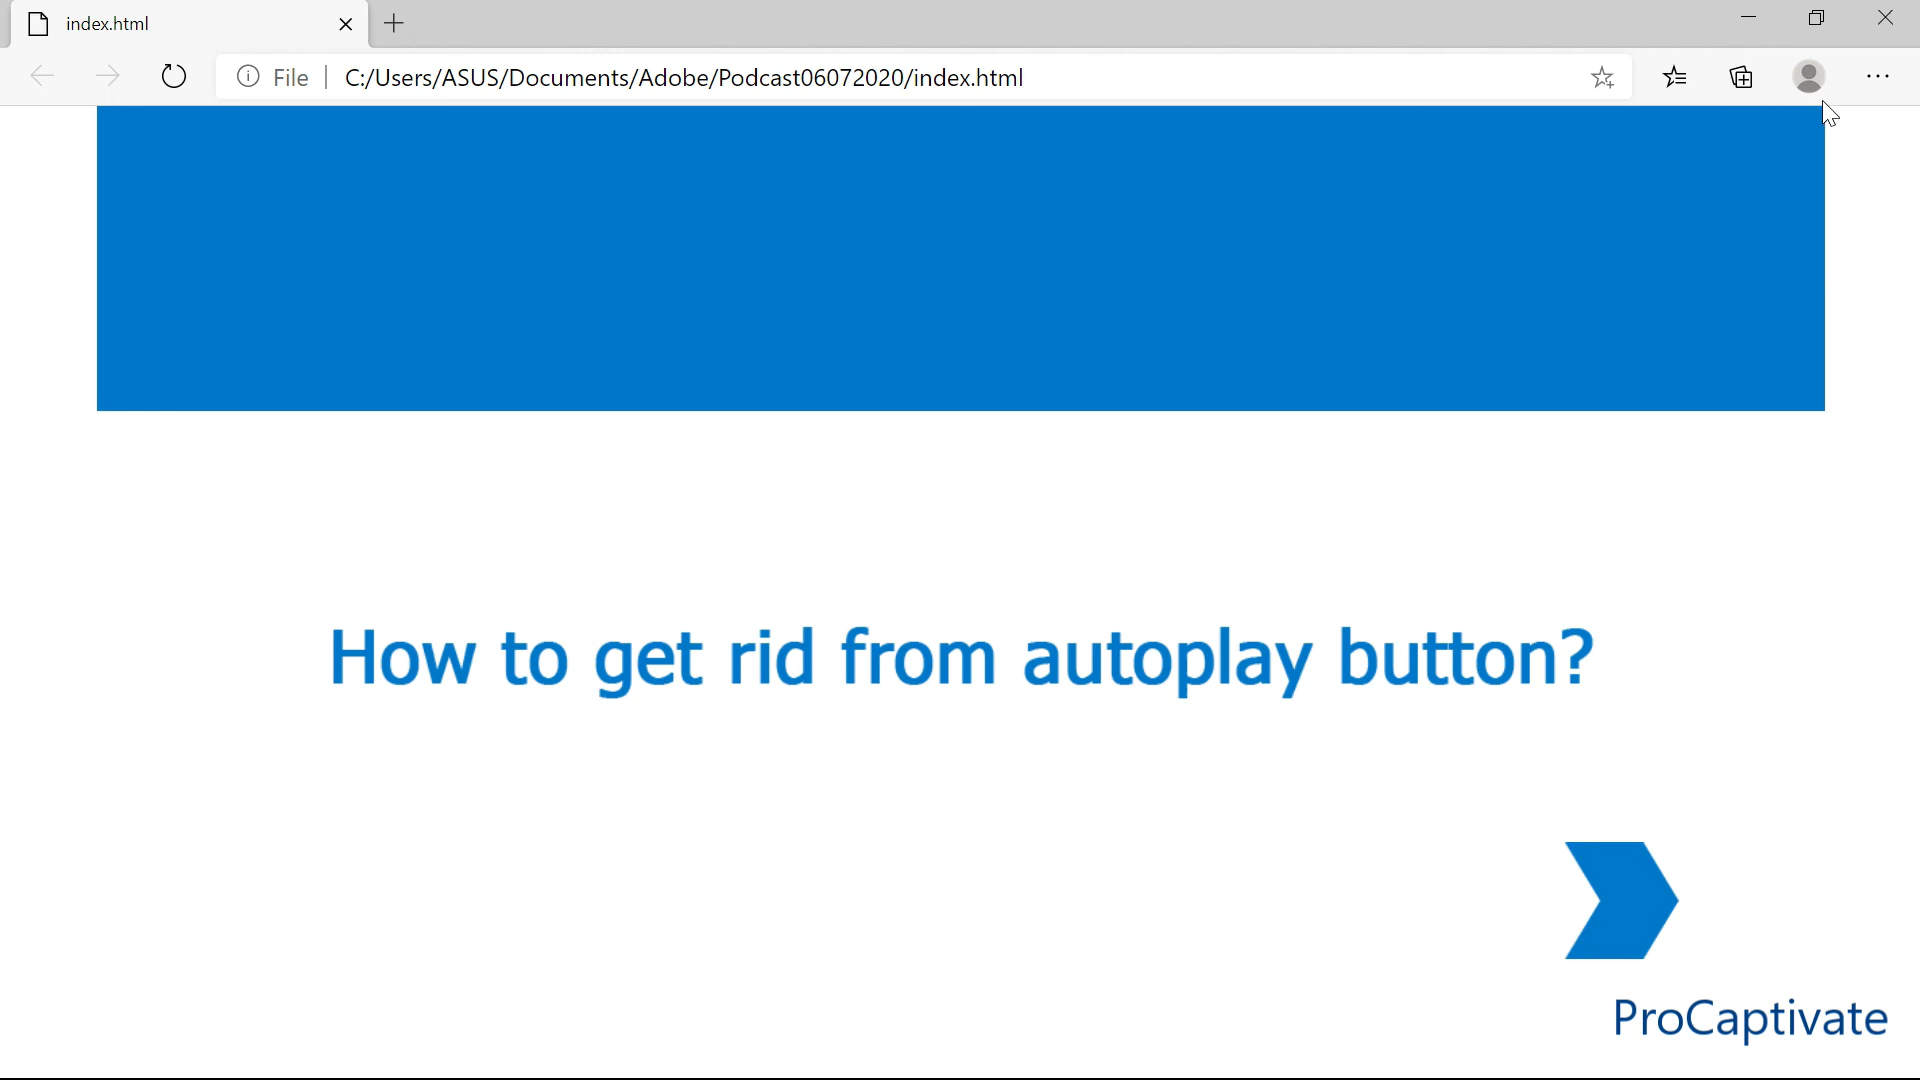 index.html
File C:/Users/ASUS/Documents/Adobe/Podcast06072020/index.html
How to get rid from autoplay button?
ProCaptivate